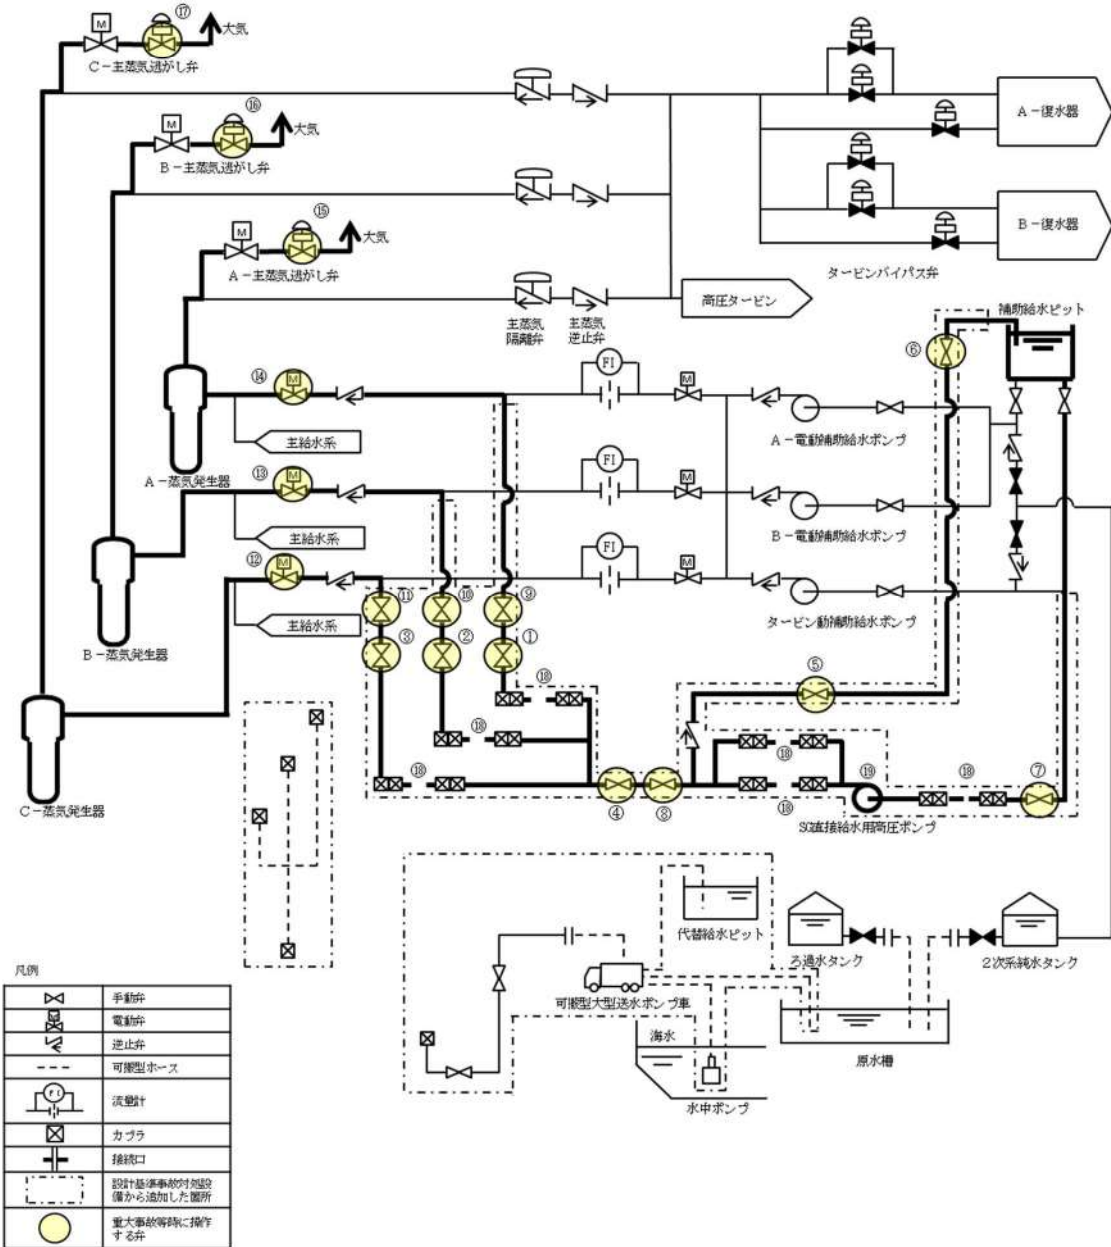 ⑰
M
大気
C-主蒸気逃がし弁
⑯
M
大気
B-主蒸気逃がし弁
⑮
M
大気
A-主蒸気逃がし弁
A-復水器
B-復水器
タービンバイパス弁
高圧タービン
主蒸気
隔離弁
主蒸気
逆止弁
補助給水ピット
⑥
⑭
M
FI
M
主給水系
A-電動補助給水ポンプ
A-蒸気発生器
⑬
M
FI
M
主給水系
B-電動補助給水ポンプ
⑫
M
FI
M
主給水系
タービン動補助給水ポンプ
B-蒸気発生器
⑪
⑩
⑨
③
②
①
⑤
⑱
⑱
⑱
⑱
⑱
⑱
⑲
⑦
④
⑧
SG直接給水用高圧ポンプ
C-蒸気発生器
代替給水ピット
ろ過水タンク
2次系純水タンク
可搬型大型送水ポンプ車
海水
水中ポンプ
原水槽
凡例
手動弁
M
電動弁
逆止弁
可搬型ホース
FI
流量計
カプラ
接続口
設計基準事故対処設
備から追加した箇所
重大事故等時に操作
する弁